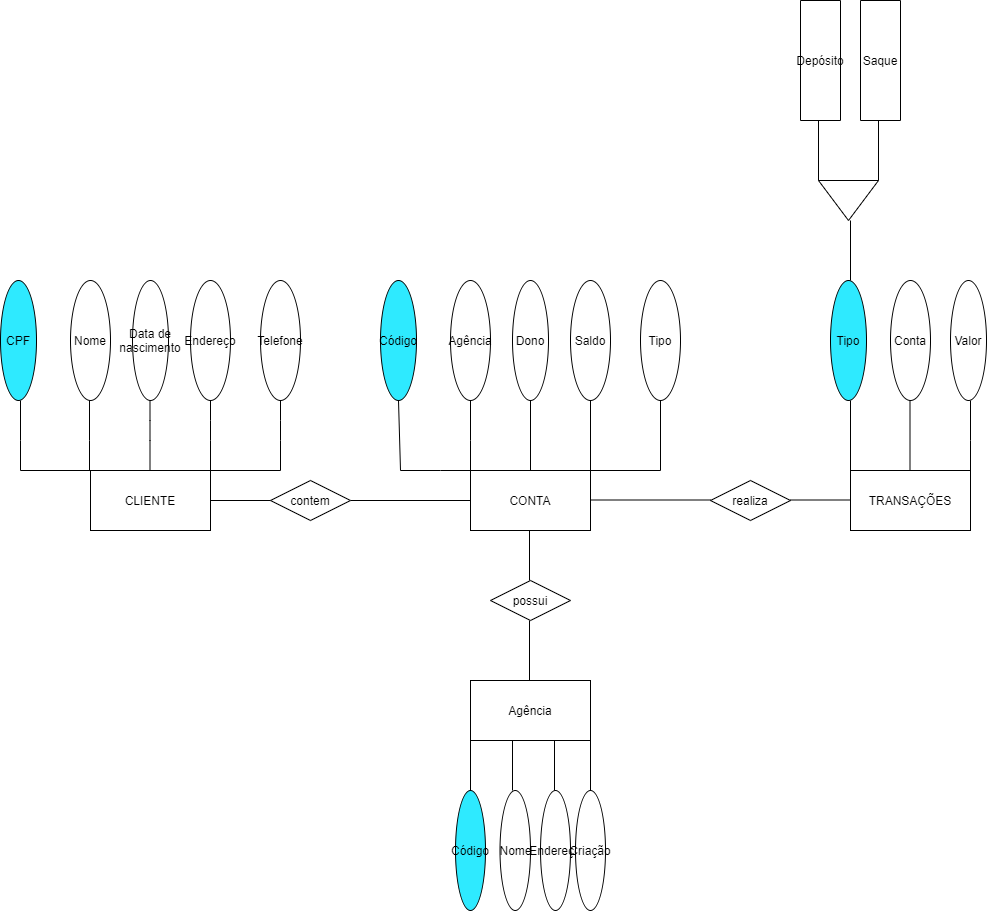 Depósito
Saque
CPF
Nome
Data de
nascimento
Endereço
Telefone
Código
Agência
Dono
Saldo
Tipo
Tipo
Conta
Valor
CLIENTE
contem
CONTA
realiza
TRANSAÇÕES
possui
Agência
Código
Nome
Endereço
Criação